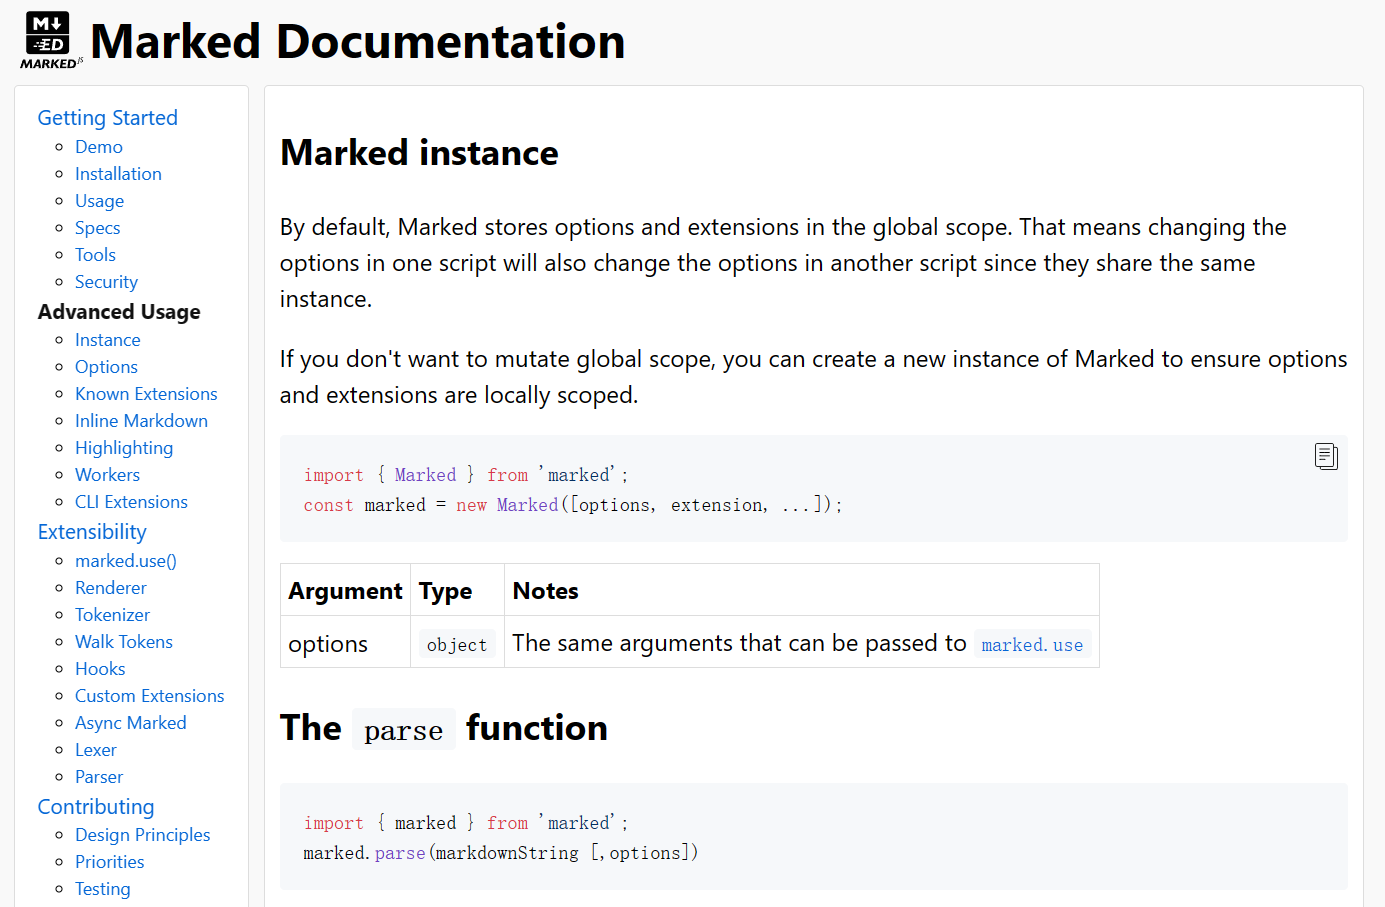 M↓
ED
MARKED JS
Marked Documentation
Getting Started
Demo
Installation
Usage
Specs
Tools
Security
Advanced Usage
Instance
Options
Known Extensions
Inline Markdown
Highlighting
Workers
CLI Extensions
Extensibility
marked.use()
Renderer
Tokenizer
Walk Tokens
Hooks
Custom Extensions
Async Marked
Lexer
Parser
Contributing
Design Principles
Priorities
Testing
Marked instance
By default, Marked stores options and extensions in the global scope. That means changing the
options in one script will also change the options in another script since they share the same
instance.
If you don't want to mutate global scope, you can create a new instance of Marked to ensure options
and extensions are locally scoped.
import { Marked } from 'marked';
const marked = new Marked([options, extension, ...]);
Argument Type Notes
options object The same arguments that can be passed to marked.use
The parse function
import { marked } from 'marked';
marked.parse(markdownString [,options])